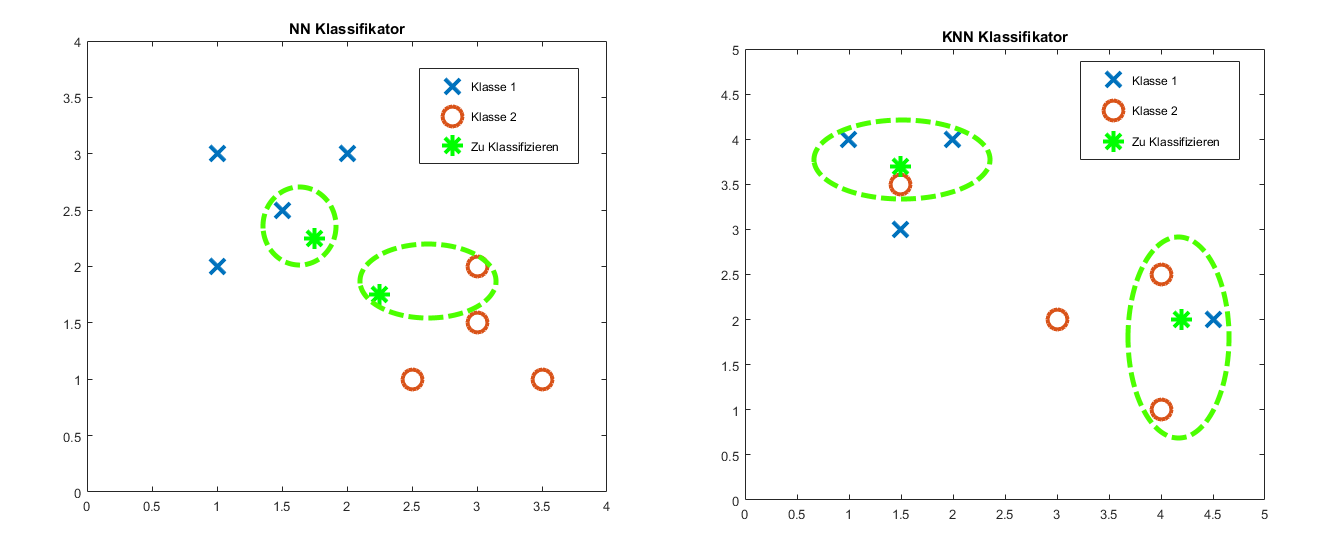 NN Klassifikator
4
3.5
3
2.5
2
1.5
1
0.5
0
0 0.5 1 1.5 2 2.5 3 3.5 4
Klasse 1
Klasse 2
Zu Klassifizieren
KNN Klassifikator
5
4.5
4
3.5
3
2.5
2
1.5
1
0.5
0
0 0.5 1 1.5 2 2.5 3 3.5 4 4.5 5
Klasse 1
Klasse 2
Zu Klassifizieren